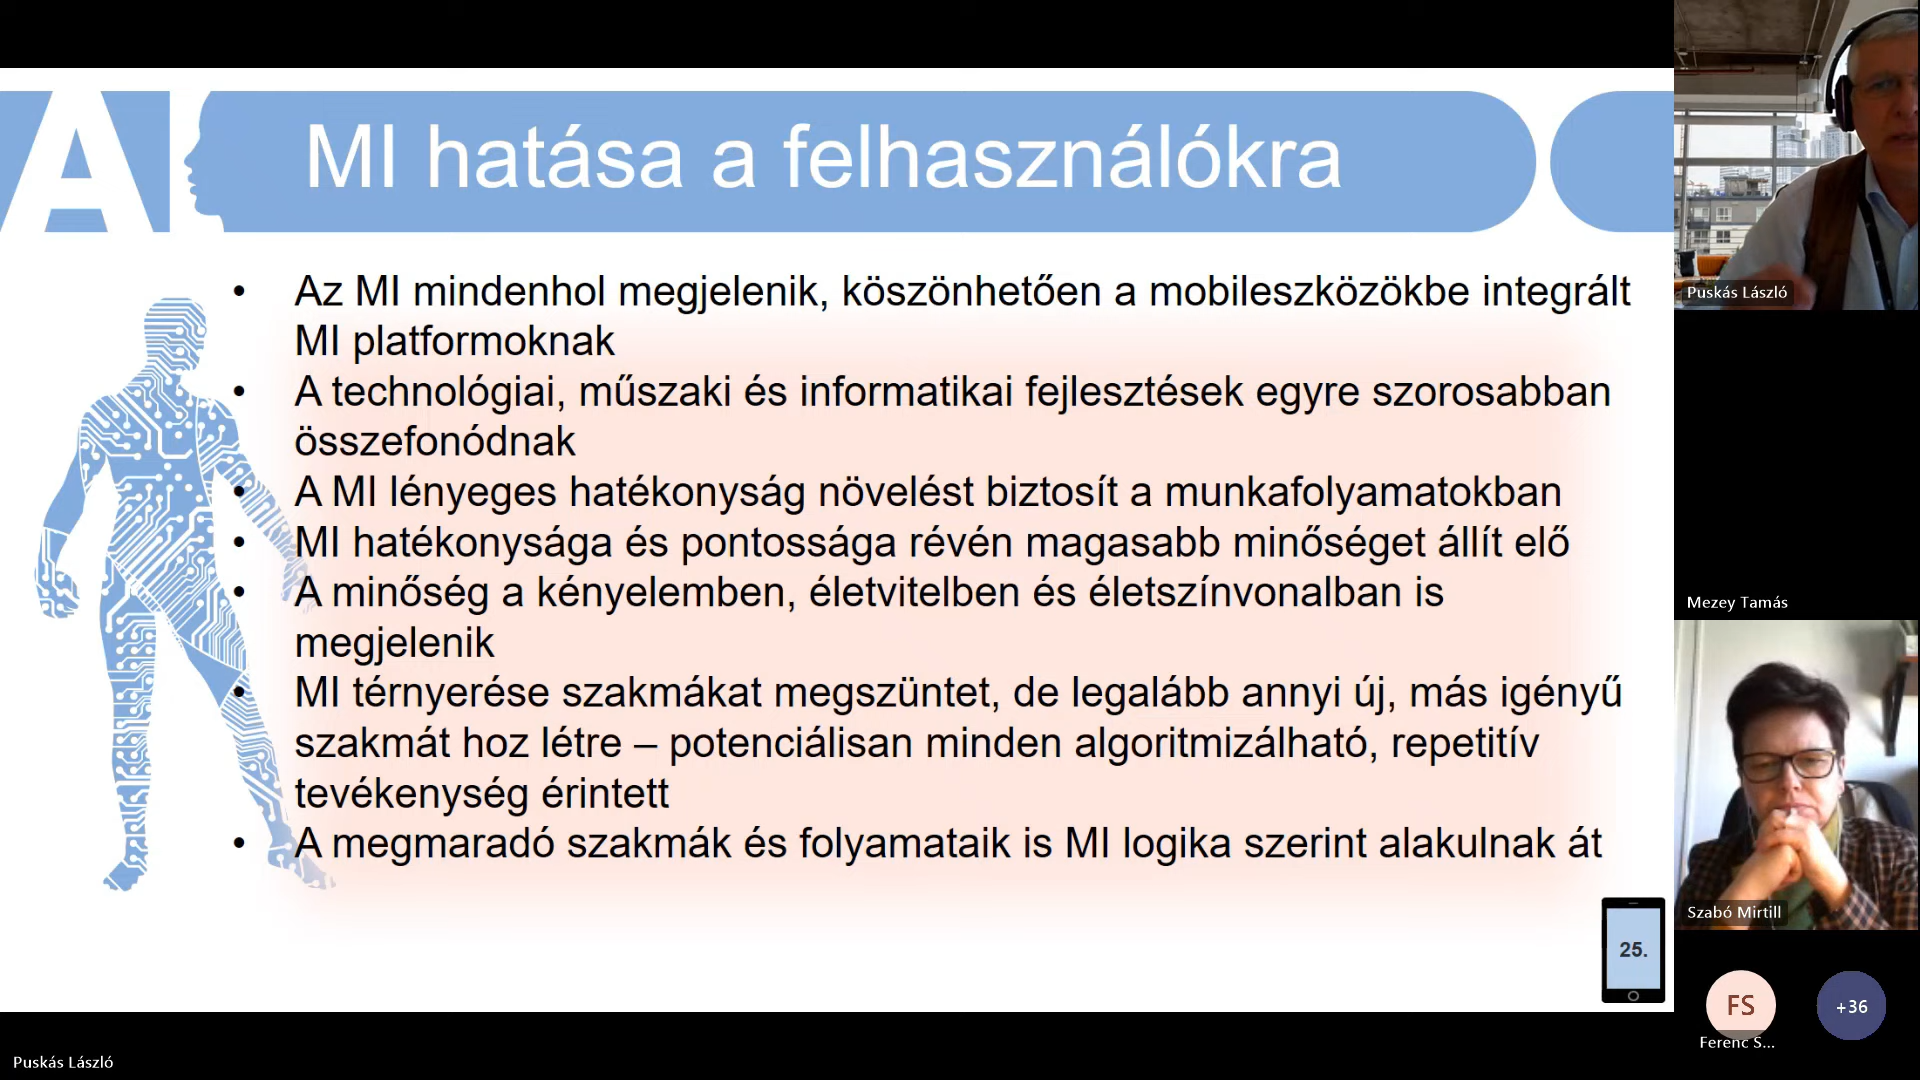 A
MI hatása a felhasználókra
• Az MI mindenhol megjelenik, köszönhetően a mobileszközökbe integrált
MI platformoknak
• A technológiai, műszaki és informatikai fejlesztések egyre szorosabban
összefonódnak
• A MI lényeges hatékonyság növelést biztosít a munkafolyamatokban
• MI hatékonysága és pontossága révén magasabb minőséget állít elő
• A minőség a kényelemben, életvitelben és életszínvonalban is
megjelenik
• MI térnyerése szakmákat megszüntet, de legalább annyi új, más igényű
szakmát hoz létre – potenciálisan minden algoritmizálható, repetitív
tevékenység érintett
• A megmaradó szakmák és folyamataik is MI logika szerint alakulnak át
25.
Puskás László
Mezey Tamás
Szabó Mirtill
FS
+36
Ferenc S...
Puskás László